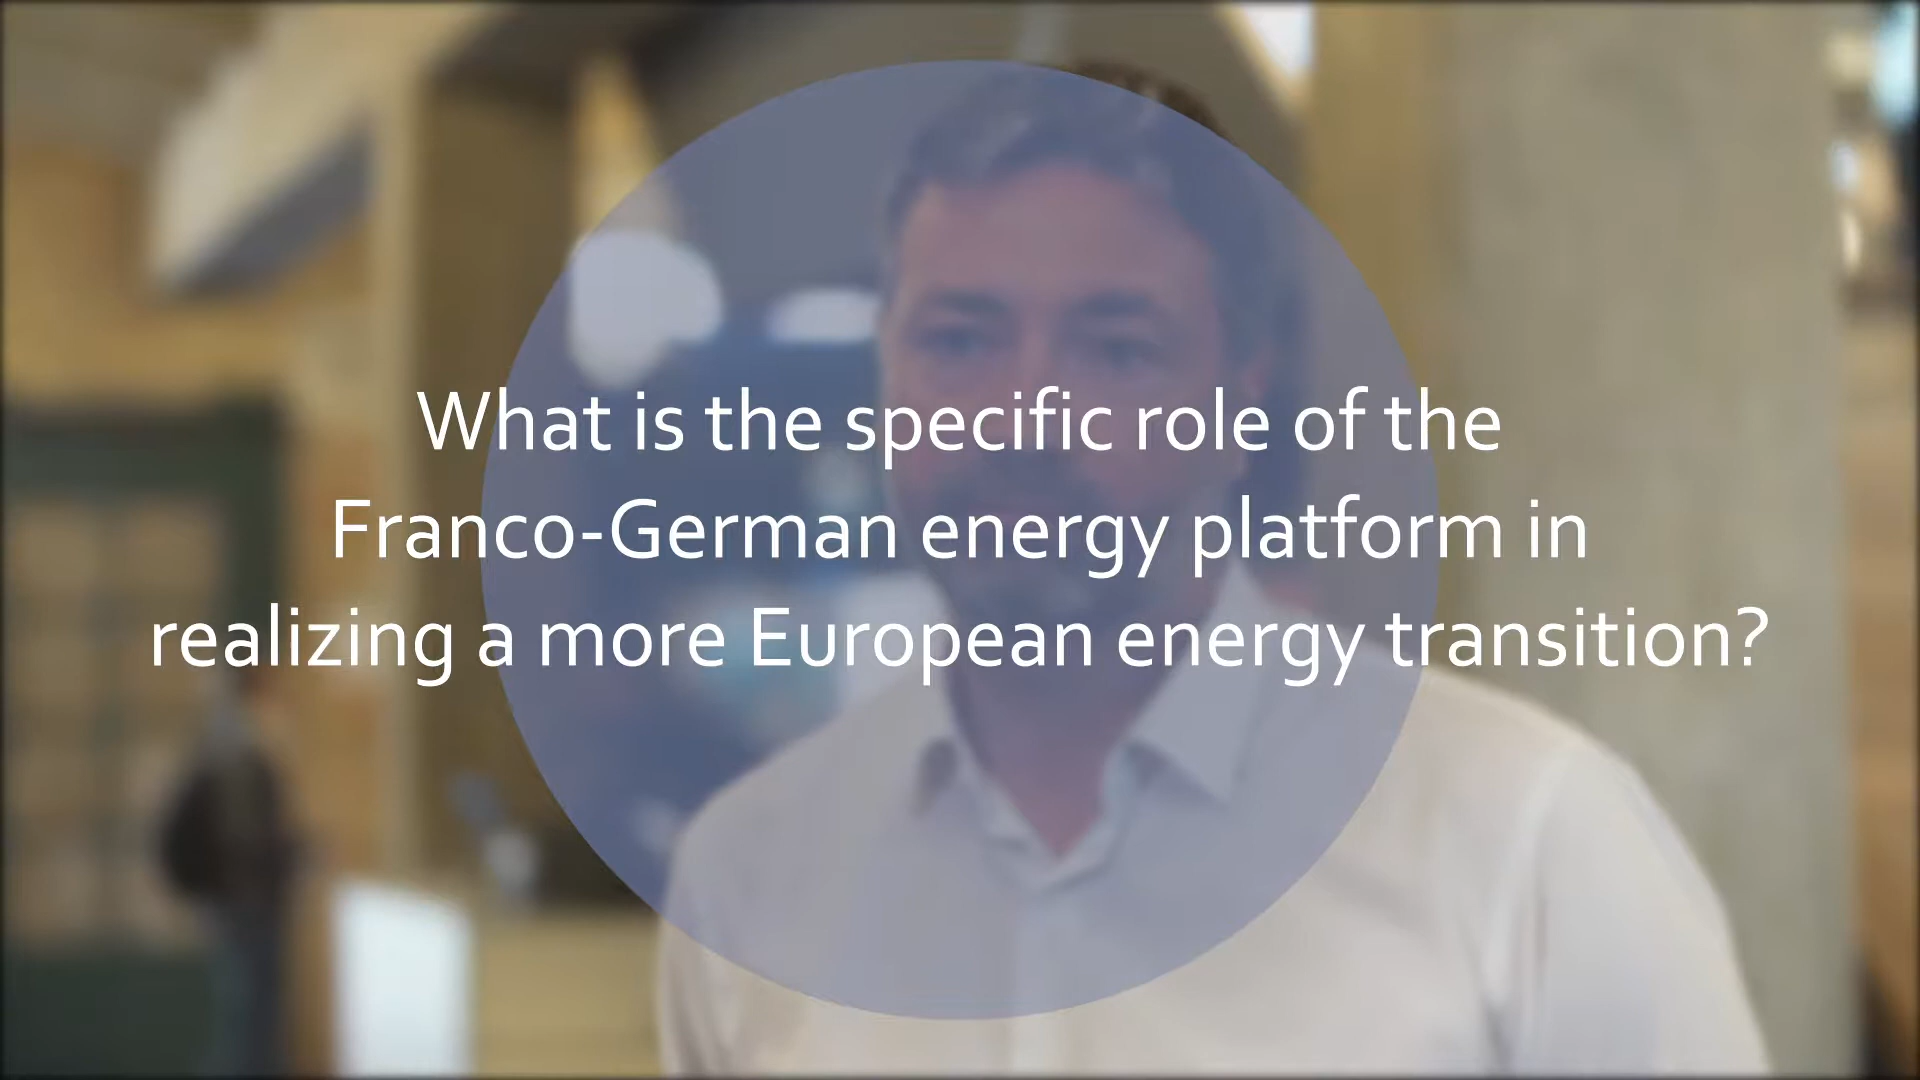 What is the specific role of the
Franco-German energy platform in
realizing a more European energy transition?